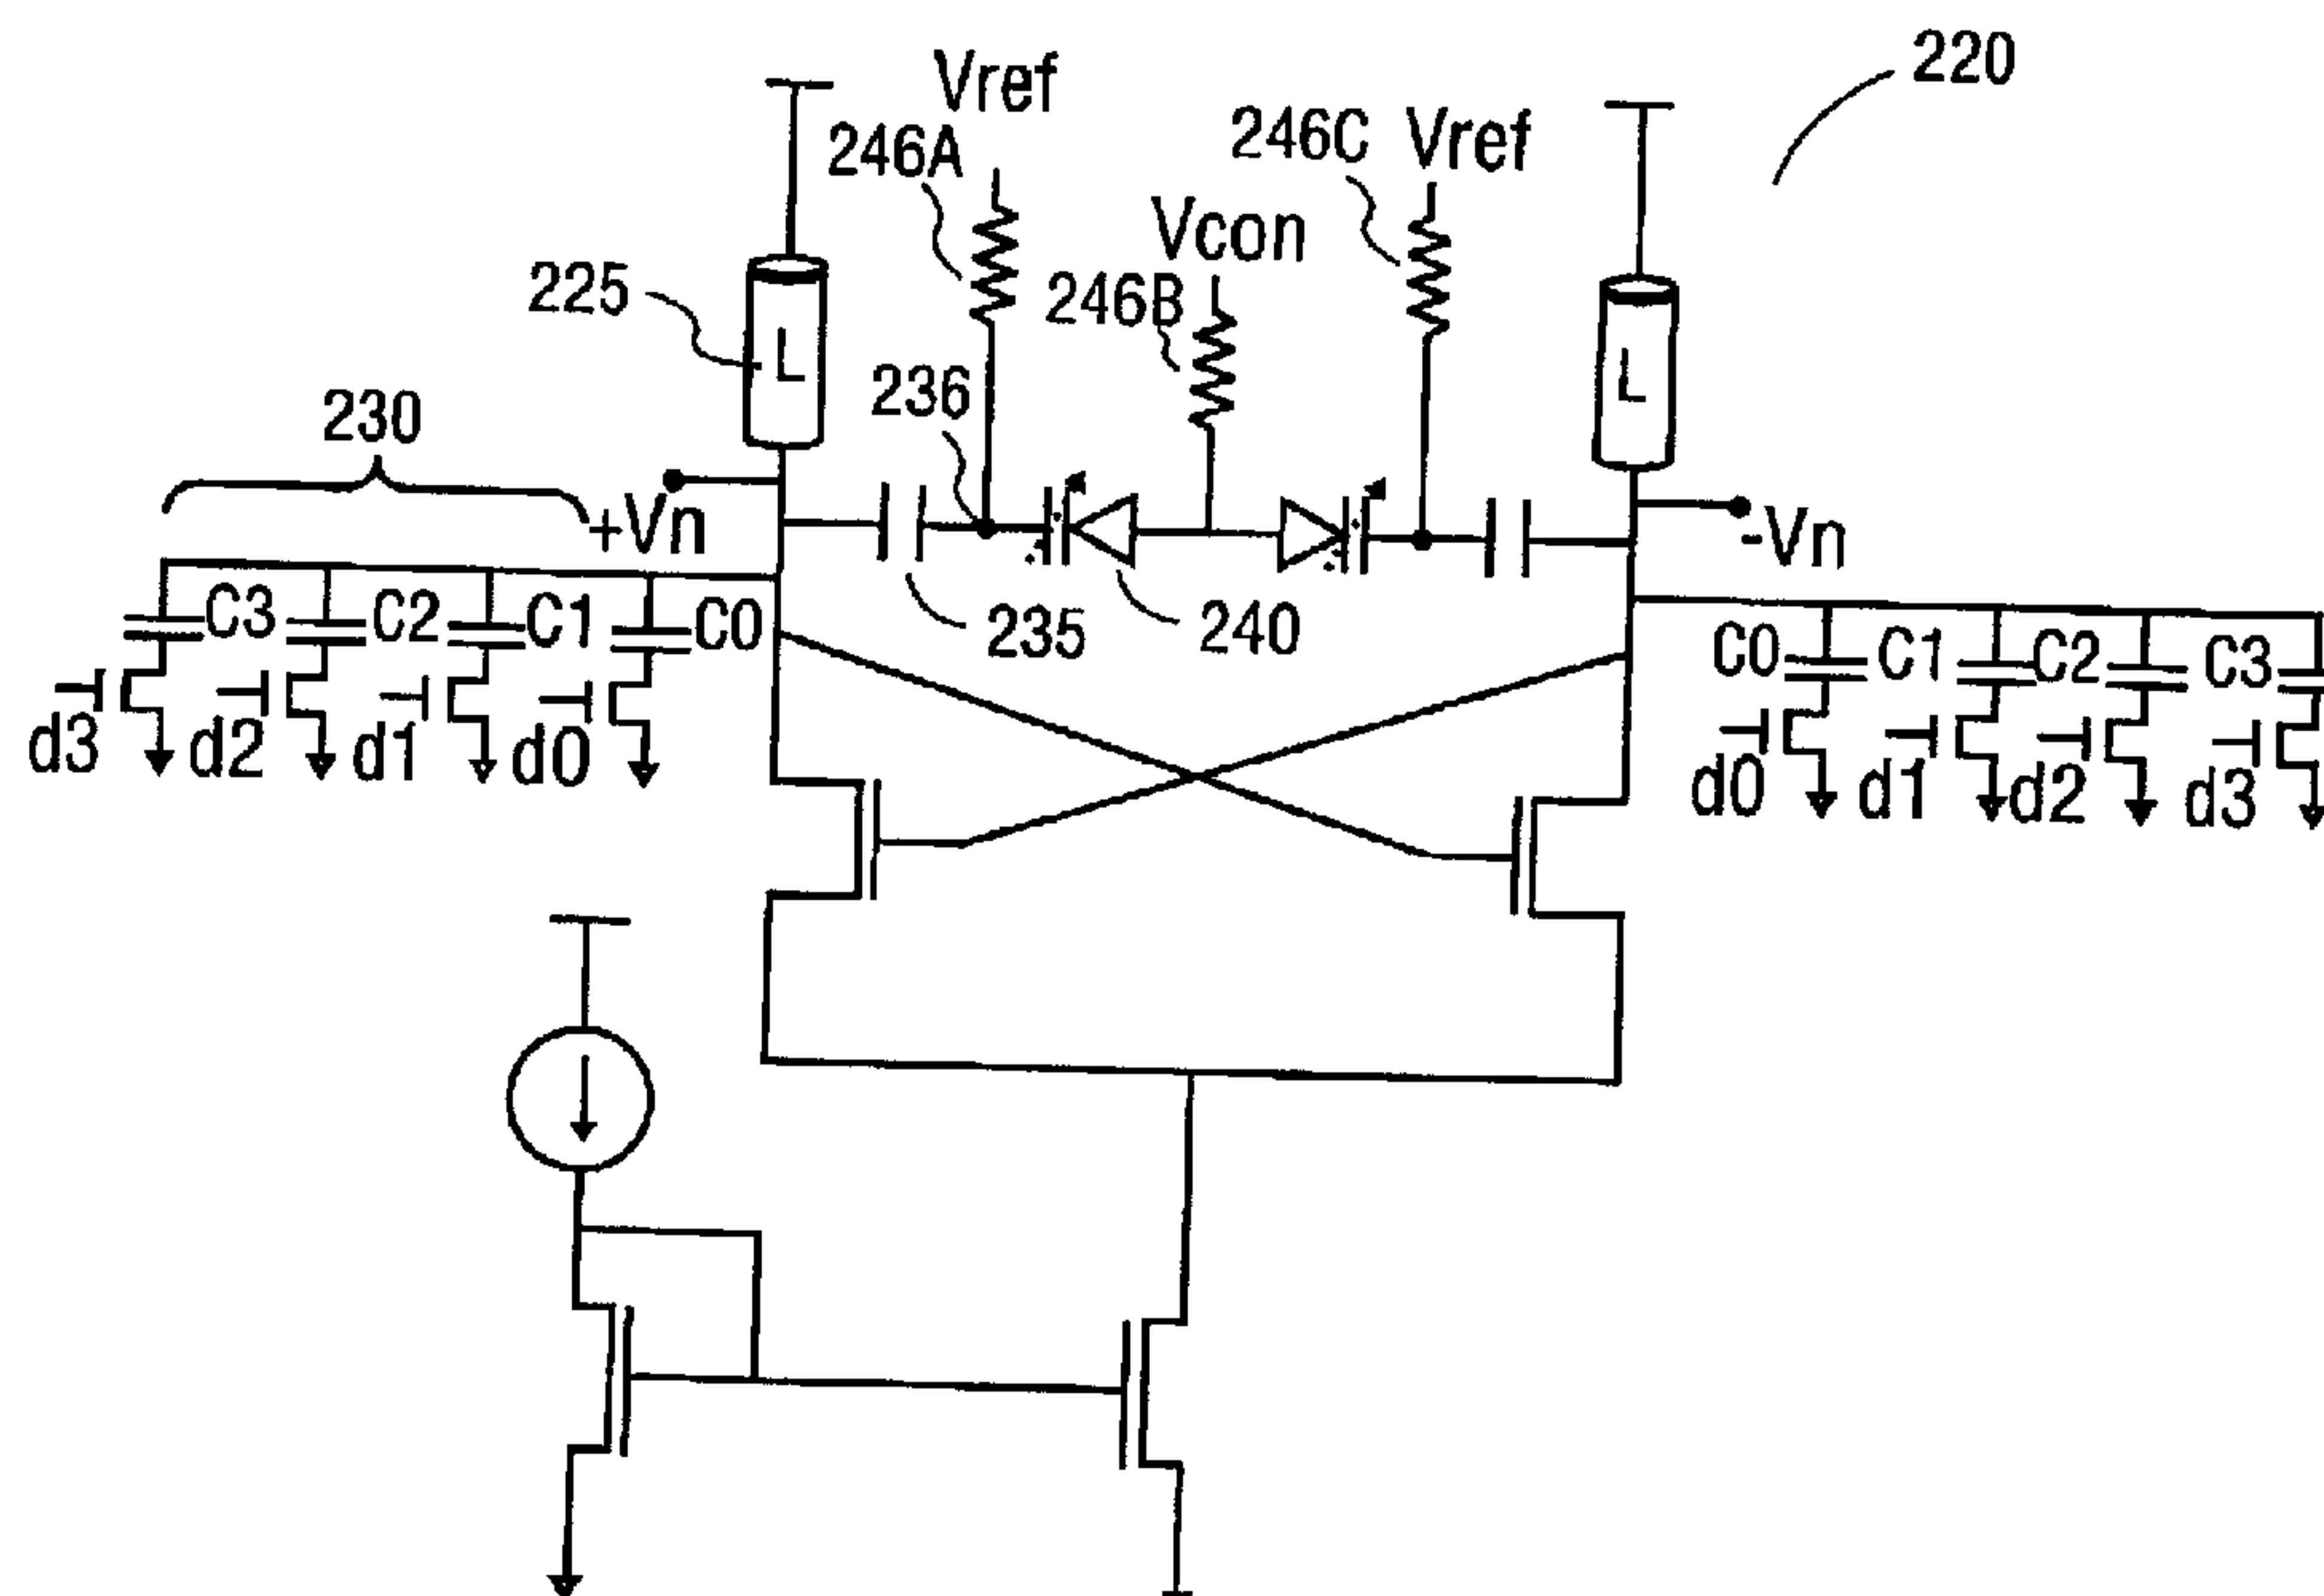 220
Vref
246A
246C Vref
Vcon
225
L
246B
L
236
230
+Vn
-Vn
C3 C2 C1 C0
235
240
C0 C1 C2 C3
d3 d2 d1 d0
d0 d1 d2 d3